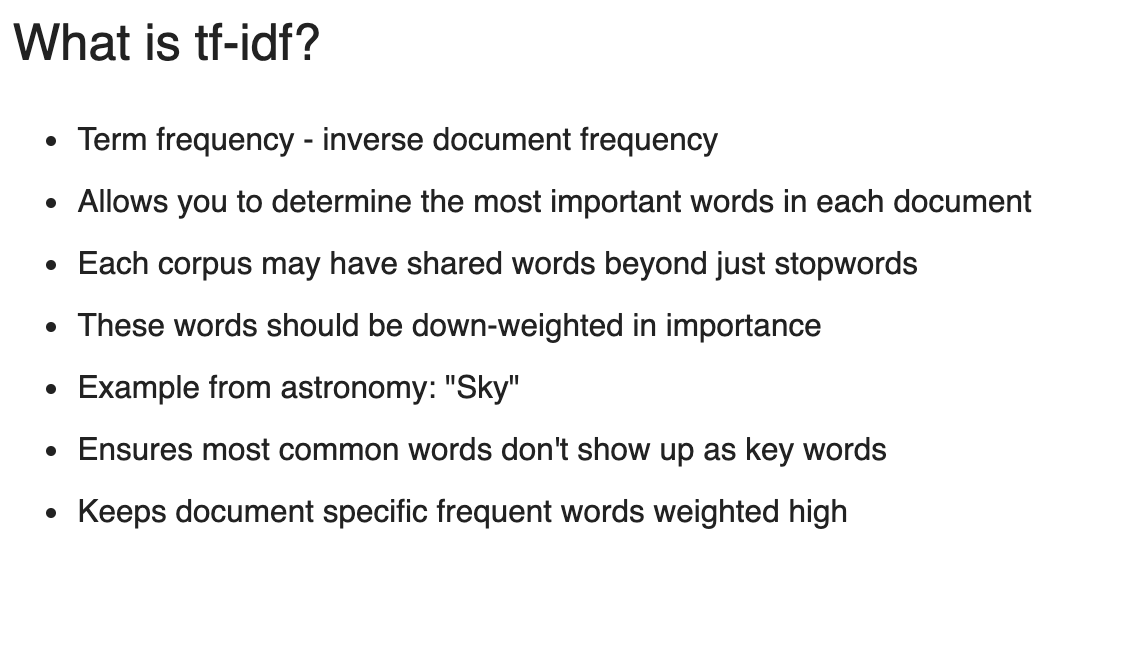 What is tf-idf?
• Term frequency - inverse document frequency
• Allows you to determine the most important words in each document
• Each corpus may have shared words beyond just stopwords
• These words should be down-weighted in importance
• Example from astronomy: "Sky"
• Ensures most common words don't show up as key words
• Keeps document specific frequent words weighted high